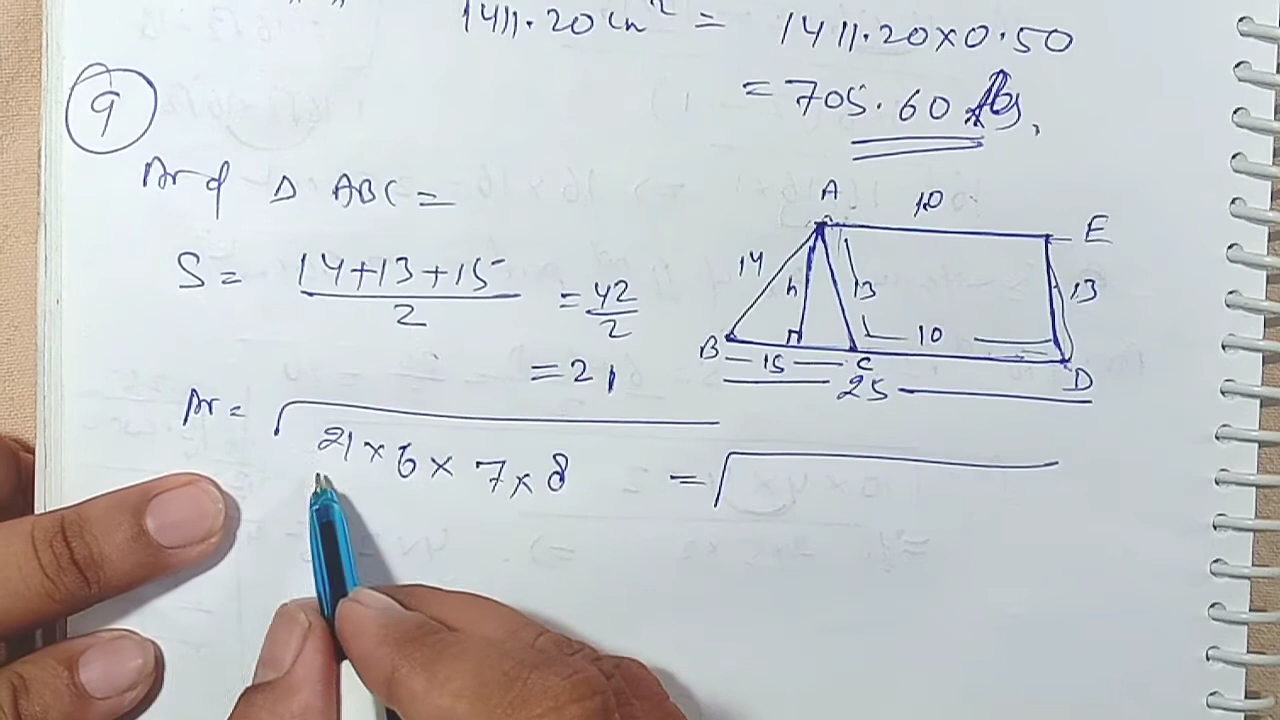 1411.20 cm² = 1411.20×0.50
= 705.60
9
Ar of Δ ABC =
S = 14+13+15 / 2 = 42/2
= 21
Ar = √21×6×7×8 = √
A 10 E
14 h 13 13
10
B 15 C D
25